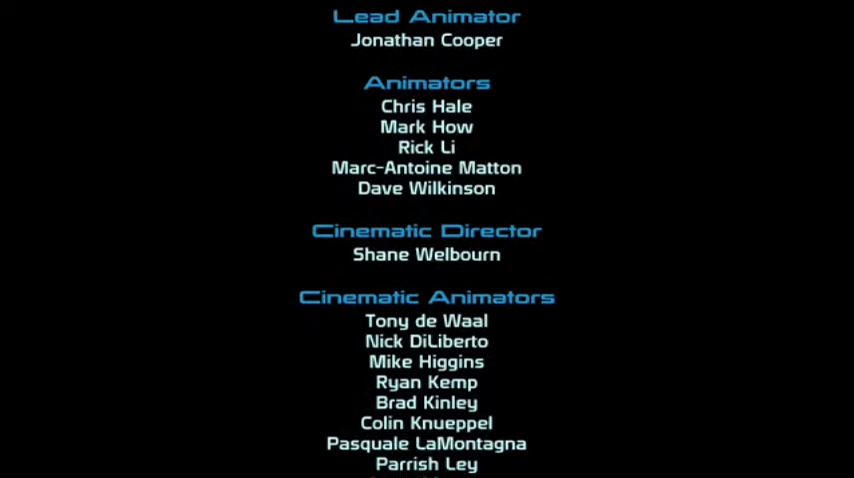 Lead Animator
Jonathan Cooper
Animators
Chris Hale
Mark How
Rick Li
Marc-Antoine Matton
Dave Wilkinson
Cinematic Director
Shane Welbourn
Cinematic Animators
Tony de Waal
Nick DiLiberto
Mike Higgins
Ryan Kemp
Brad Kinley
Colin Knueppel
Pasquale LaMontagna
Parrish Ley